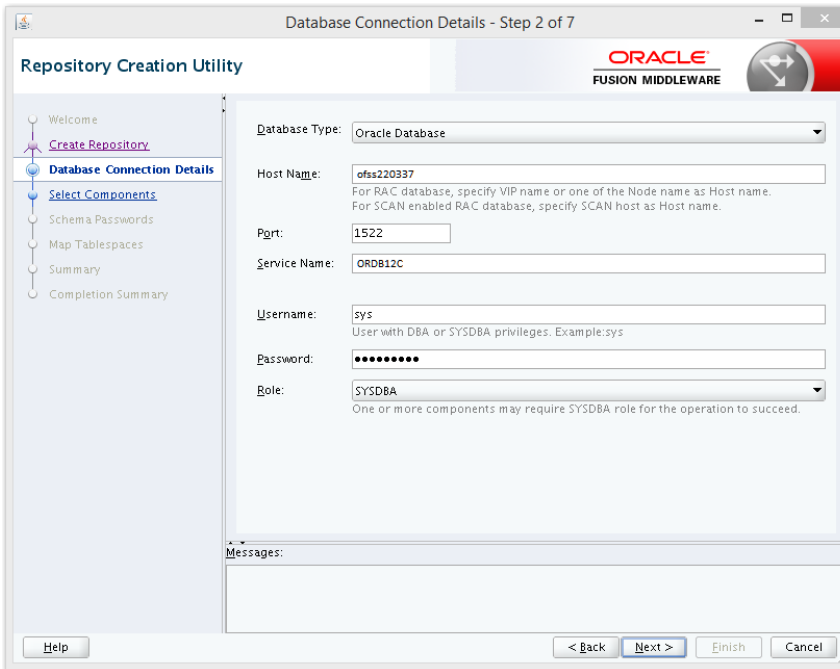 Database Connection Details - Step 2 of 7
Repository Creation Utility
ORACLE
FUSION MIDDLEWARE
Welcome
Create Repository
Database Connection Details
Select Components
Schema Passwords
Map Tablespaces
Summary
Completion Summary
Database Type: Oracle Database
Host Name: ofss220337
For RAC database, specify VIP name or one of the Node name as Host name.
For SCAN enabled RAC database, specify SCAN host as Host name.
Port: 1522
Service Name: ORDB12C
Username: sys
User with DBA or SYSDBA privileges. Example:sys
Password: •••••••••
Role: SYSDBA
One or more components may require SYSDBA role for the operation to succeed.
Messages:
Help
< Back Next > Finish Cancel